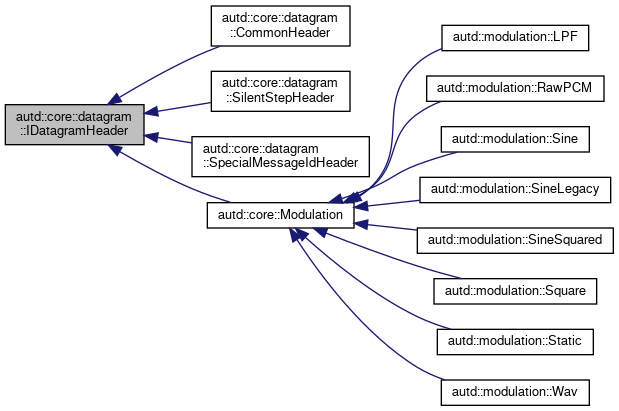 autd::core::datagram
::IDatagramHeader
autd::core::datagram
::CommonHeader
autd::core::datagram
::SilentStepHeader
autd::core::datagram
::SpecialMessageIdHeader
autd::core::Modulation
autd::modulation::LPF
autd::modulation::RawPCM
autd::modulation::Sine
autd::modulation::SineLegacy
autd::modulation::SineSquared
autd::modulation::Square
autd::modulation::Static
autd::modulation::Wav